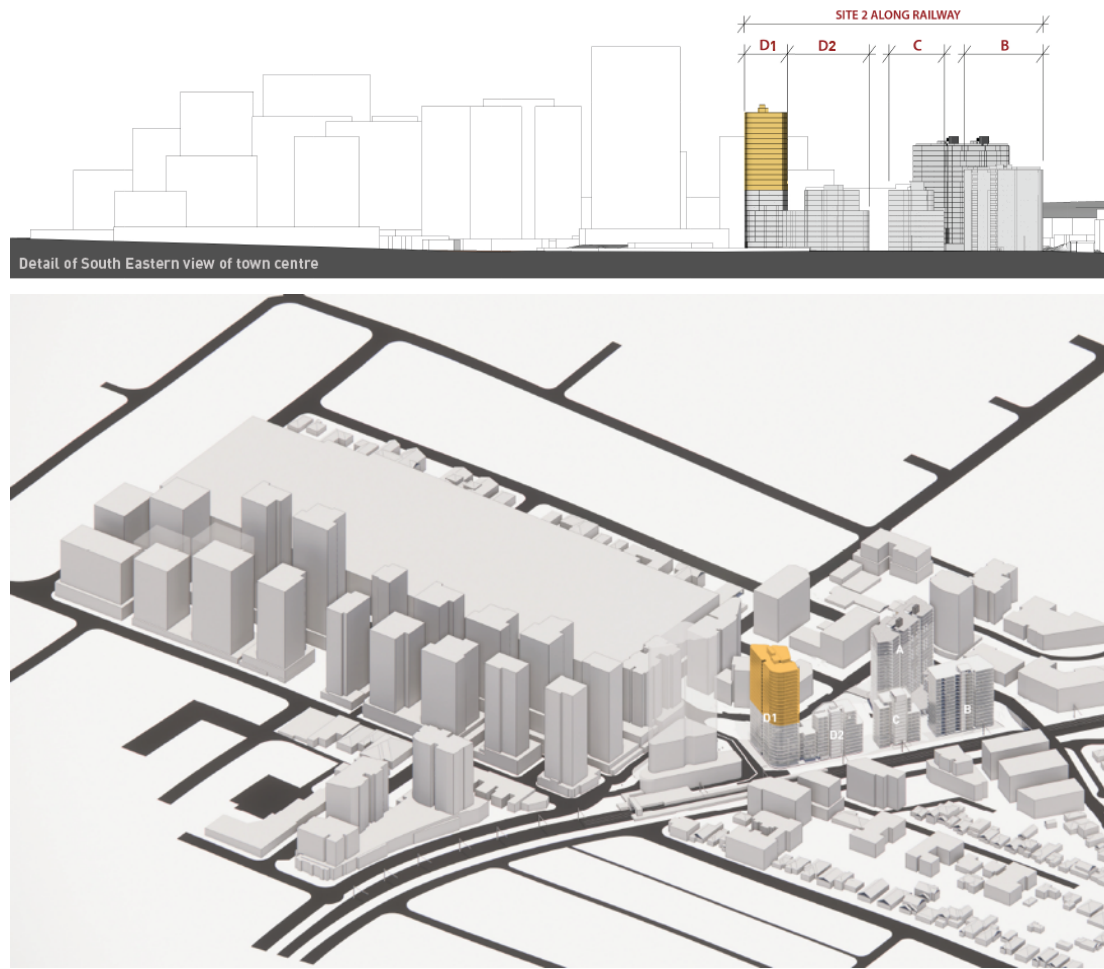 SITE 2 ALONG RAILWAY
D1 D2 C B
Detail of South Eastern view of town centre
A
B
C
D1
D2